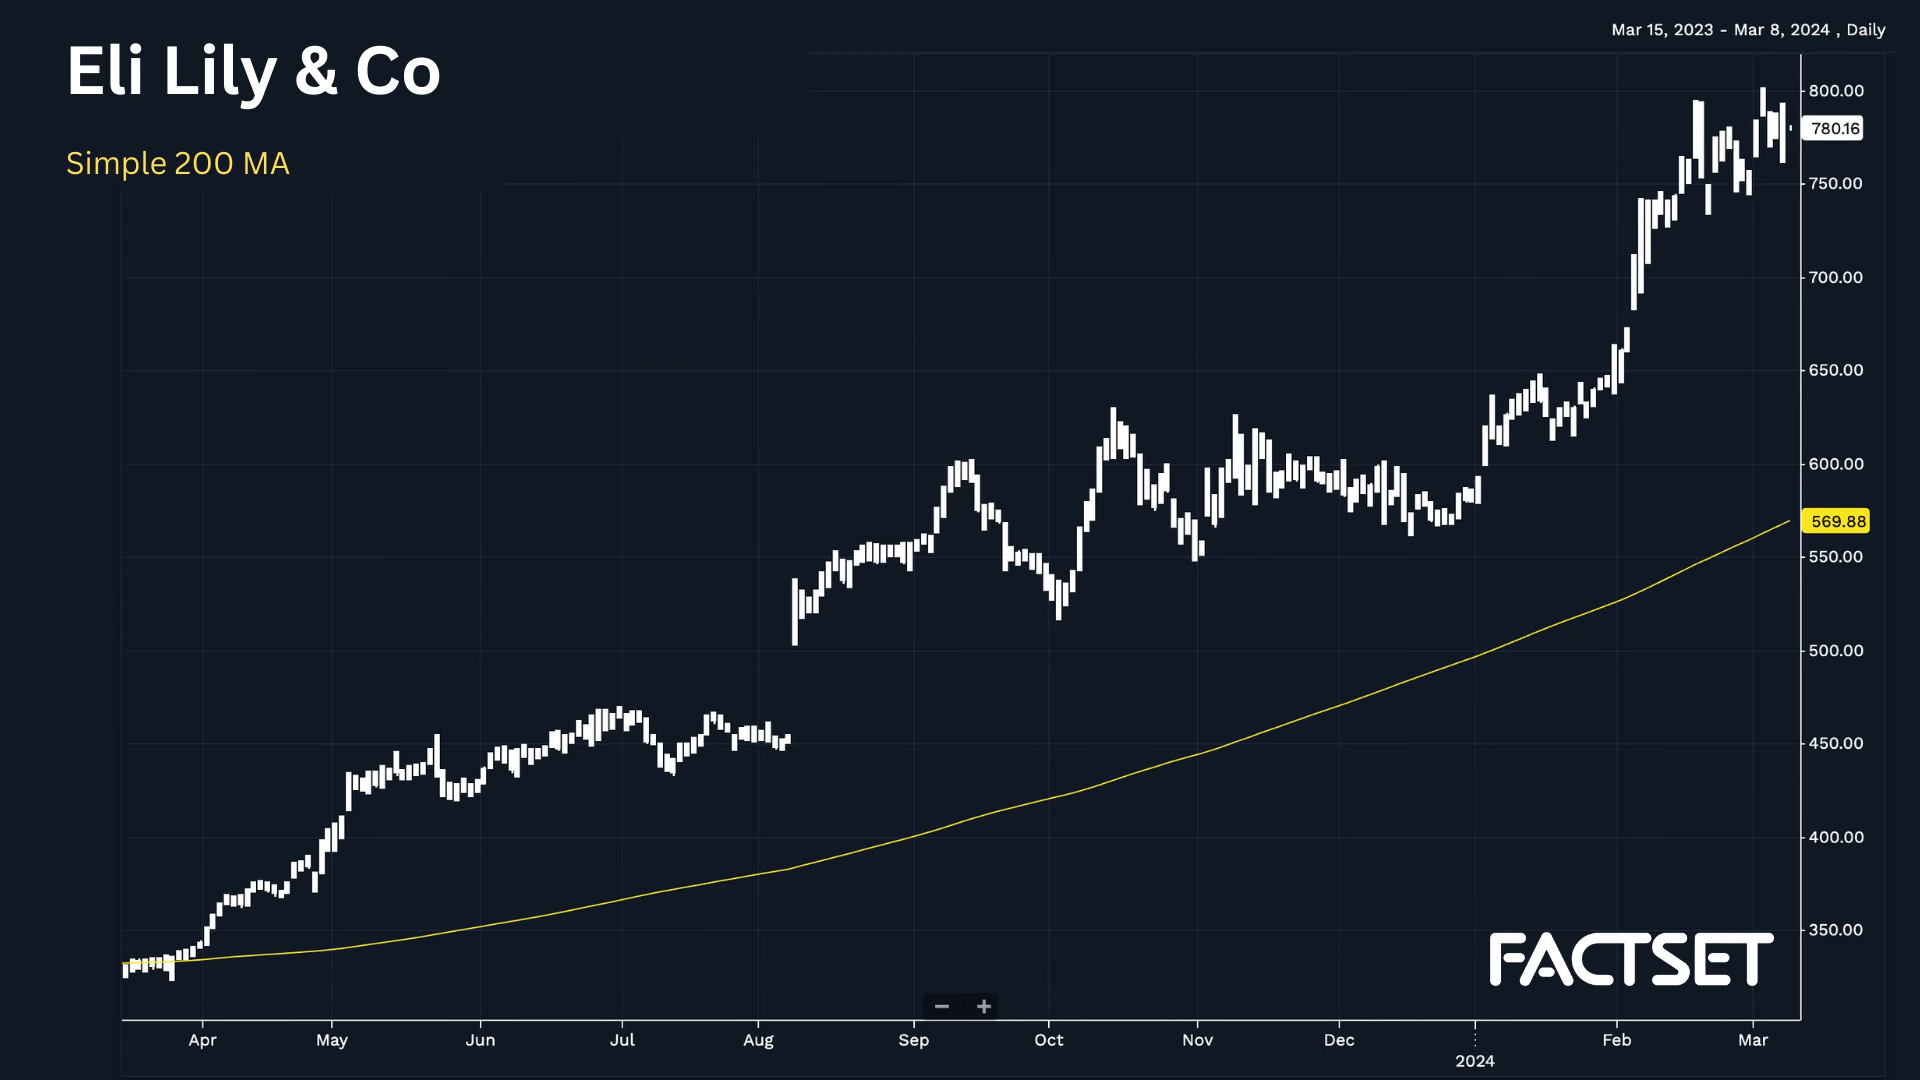 Mar 15, 2023 - Mar 8, 2024 , Daily
Eli Lily & Co
Simple 200 MA
800.00
780.16
750.00
700.00
650.00
600.00
569.88
550.00
500.00
450.00
400.00
350.00
FACTSET
− +
Apr May Jun Jul Aug Sep Oct Nov Dec Feb Mar
2024